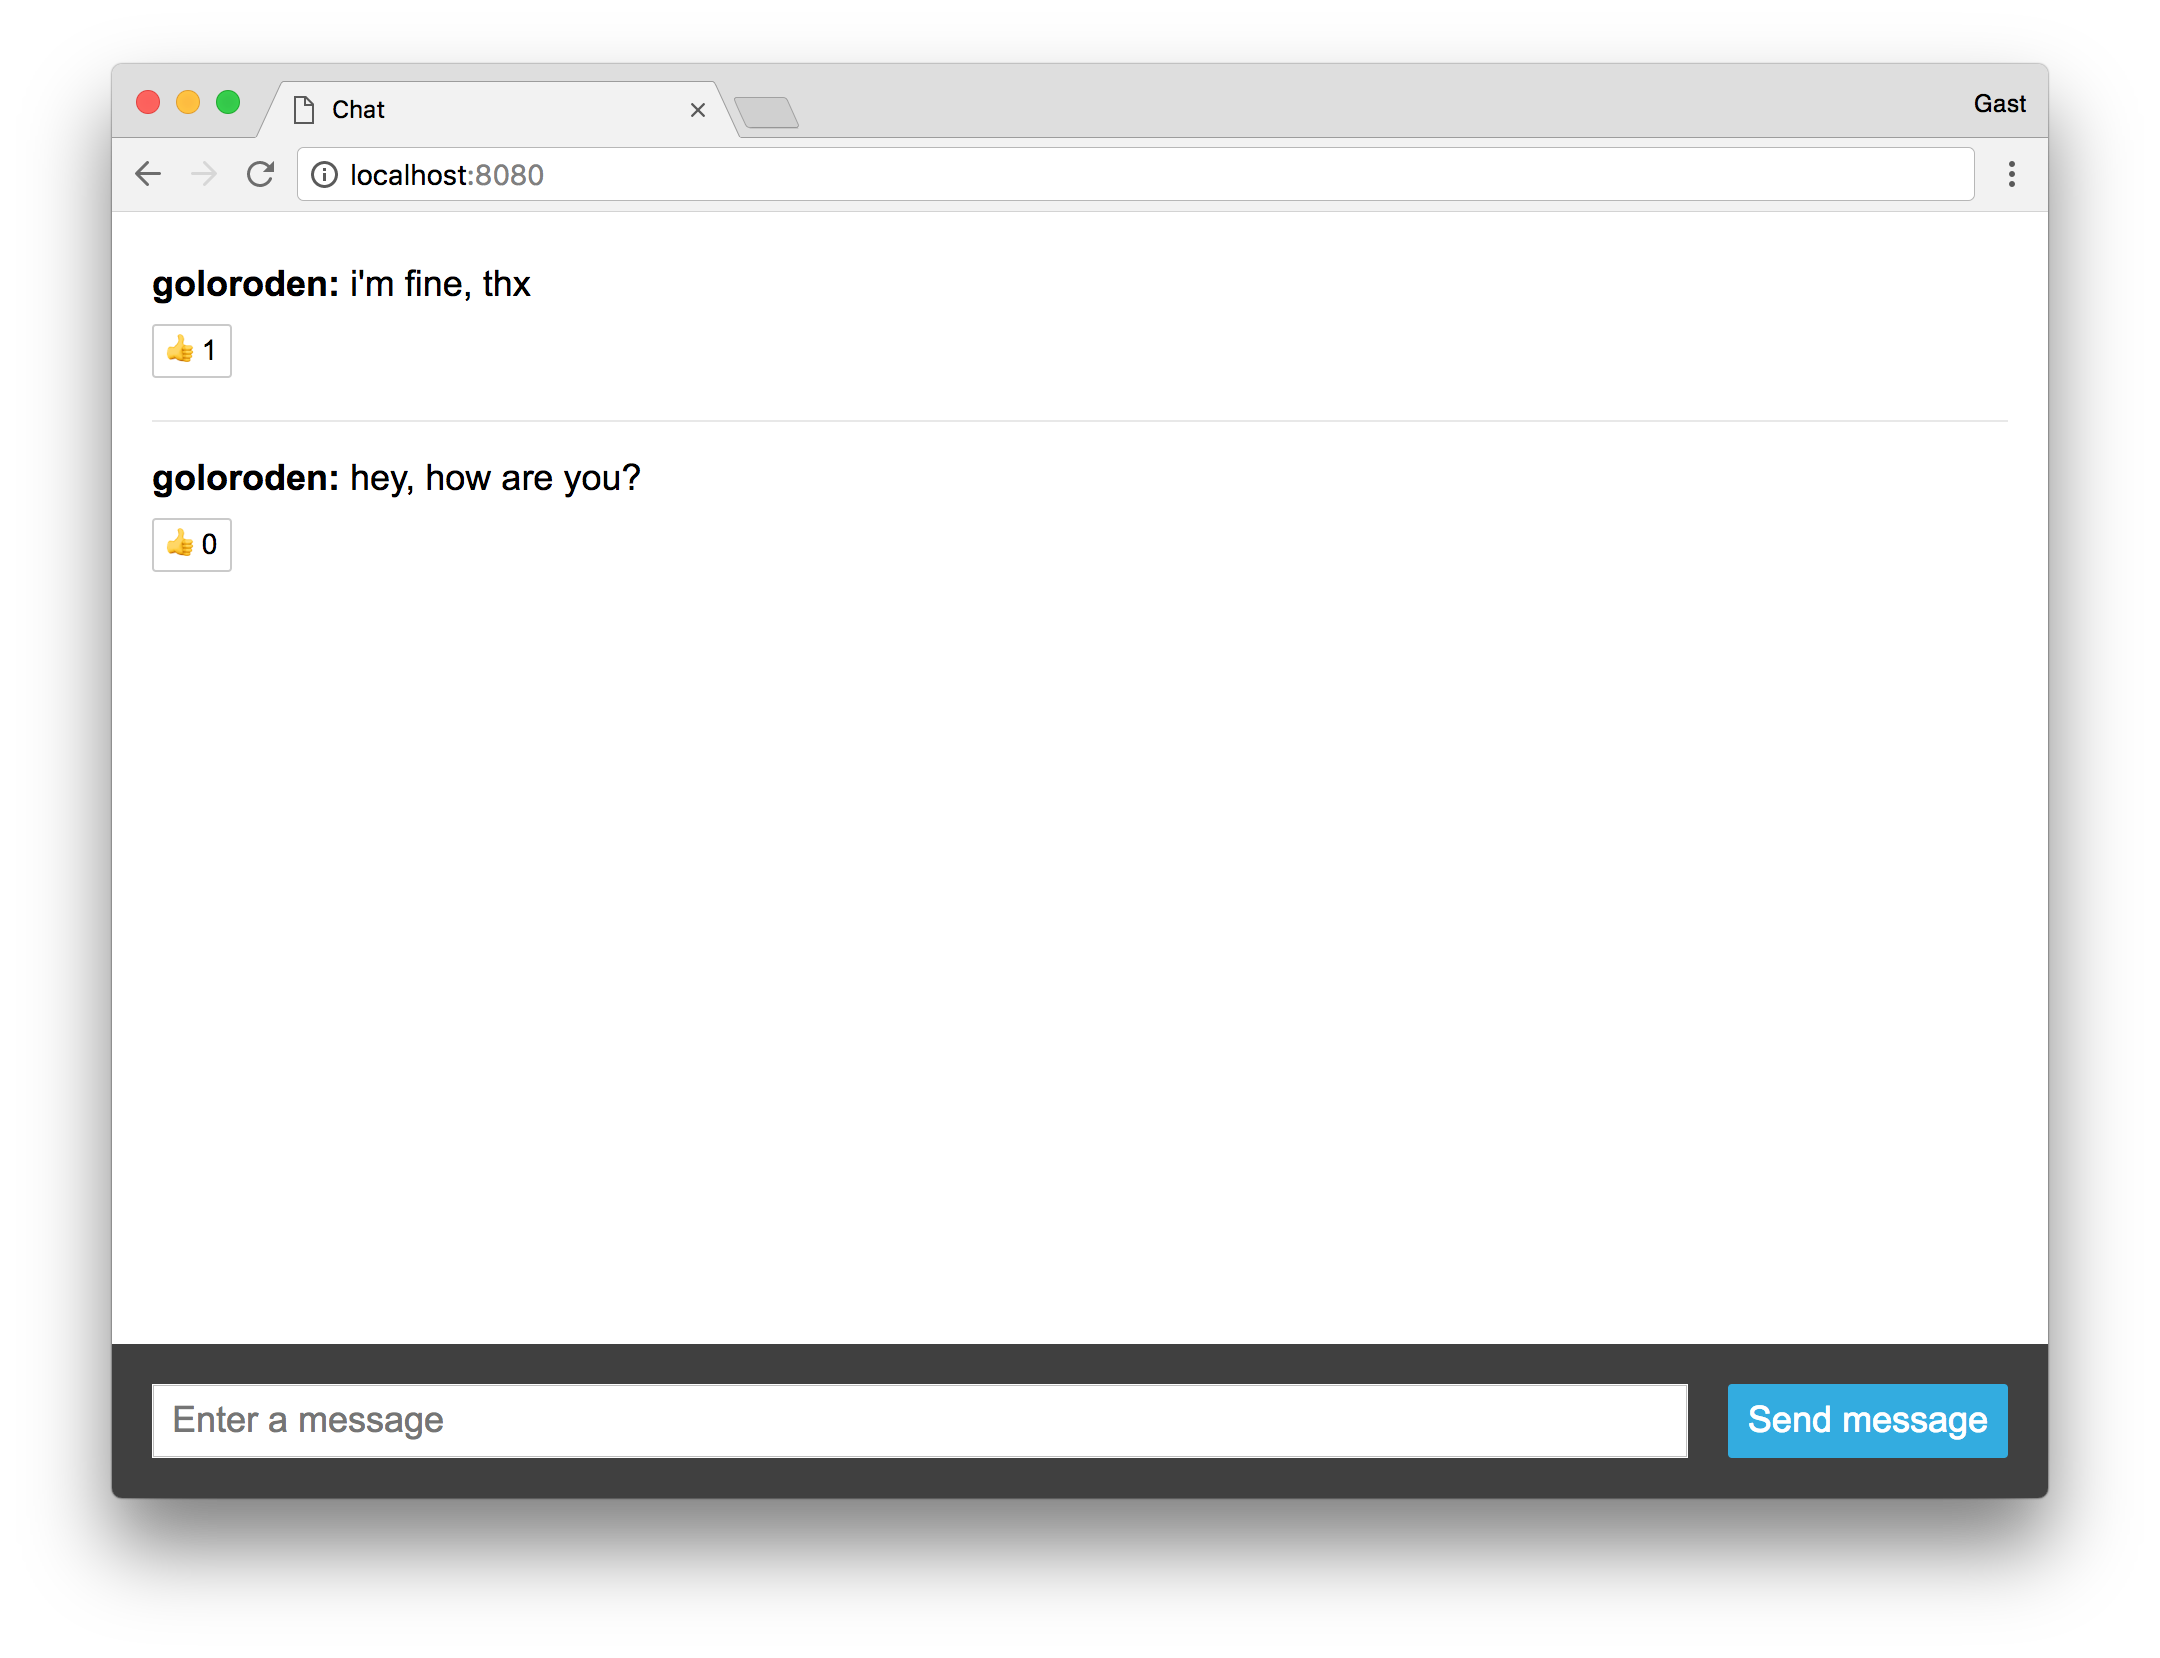 Chat
Gast
localhost:8080
goloroden: i'm fine, thx
👍 1
goloroden: hey, how are you?
👍 0
Enter a message
Send message